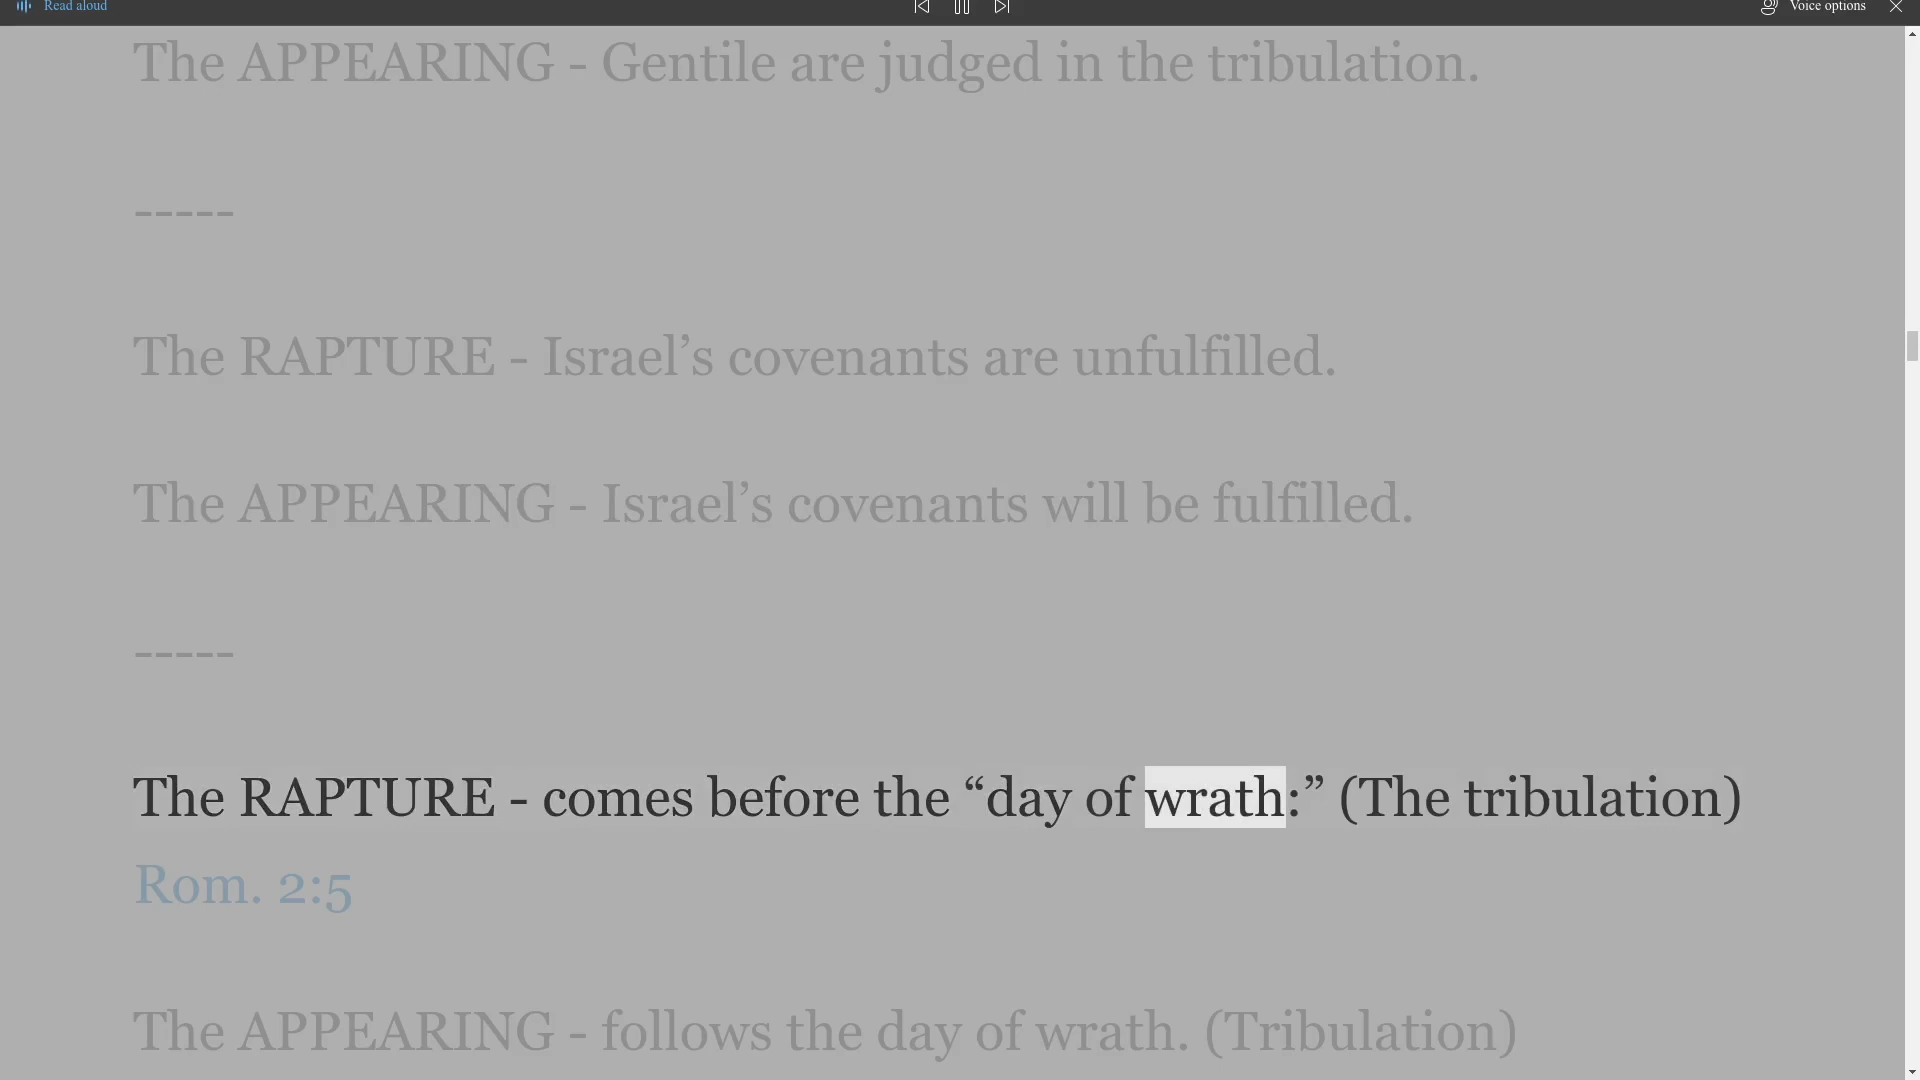 Read aloud
Voice options
The APPEARING - Gentile are judged in the tribulation.
-----
The RAPTURE - Israel’s covenants are unfulfilled.
The APPEARING - Israel’s covenants will be fulfilled.
-----
The RAPTURE - comes before the “day of wrath:” (The tribulation)
Rom. 2:5
The APPEARING - follows the day of wrath. (Tribulation)